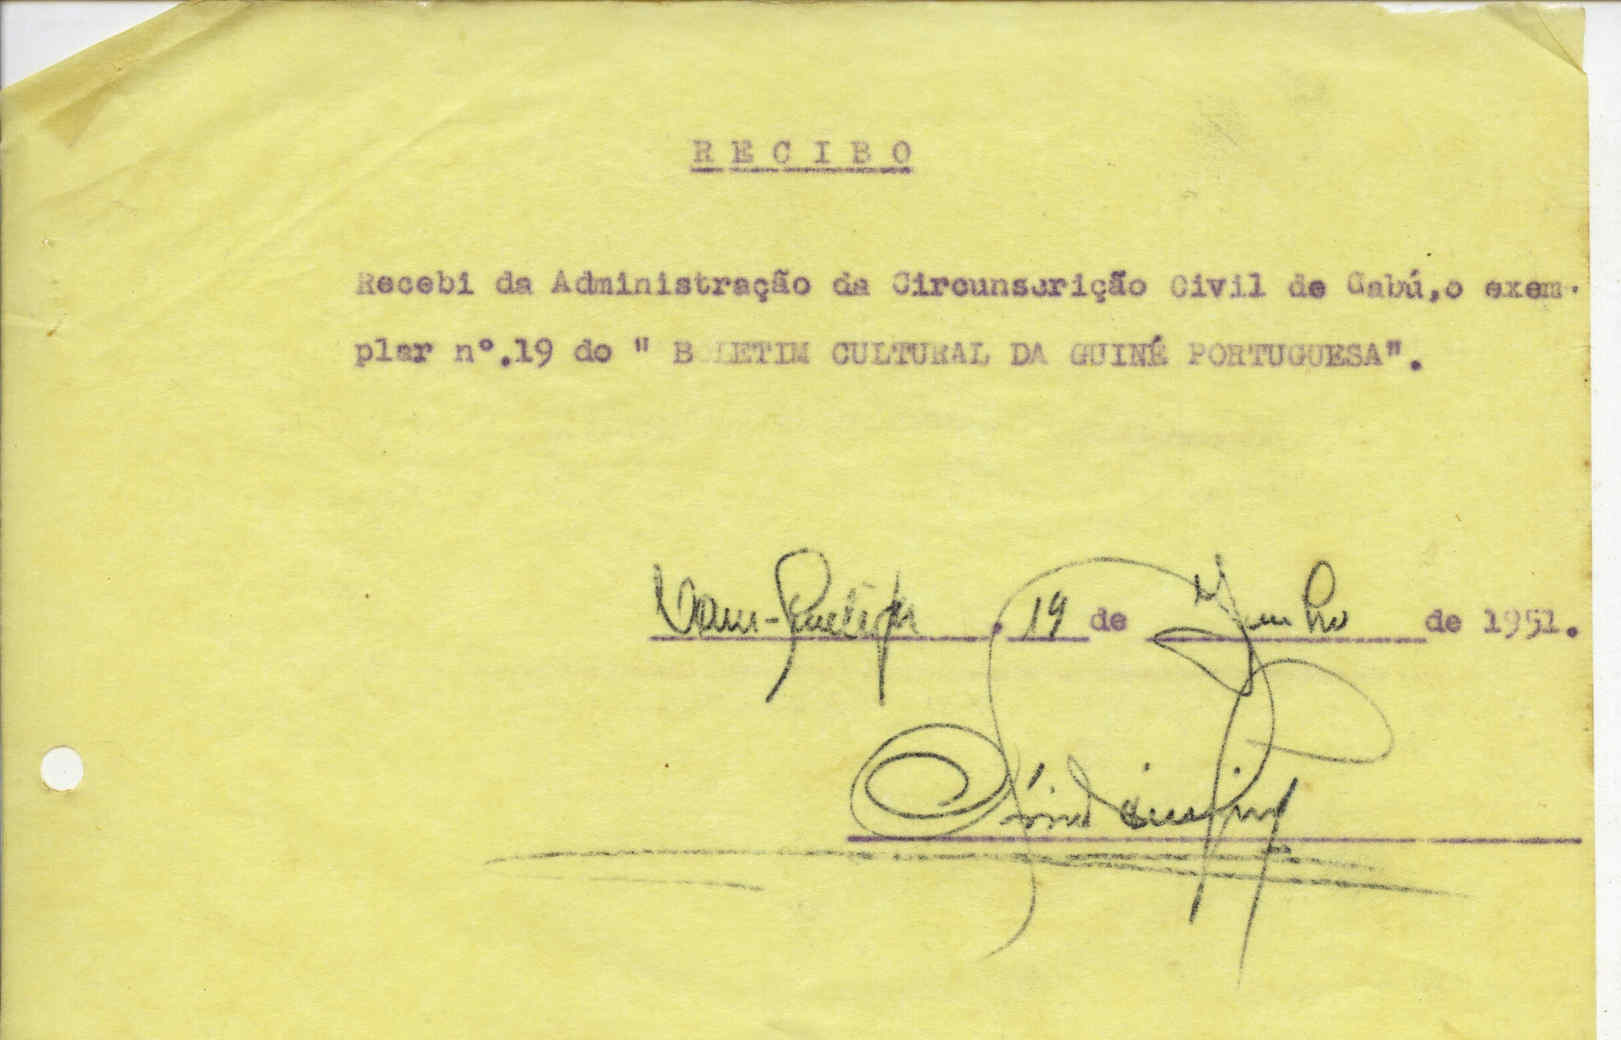 RECIBO
Recebi da Administração da Circunscrição Civil de Gabú,o exem-
plar nº.19 do " BOLETIM CULTURAL DA GUINÉ PORTUGUESA".
, 19 de Junho de 1951.